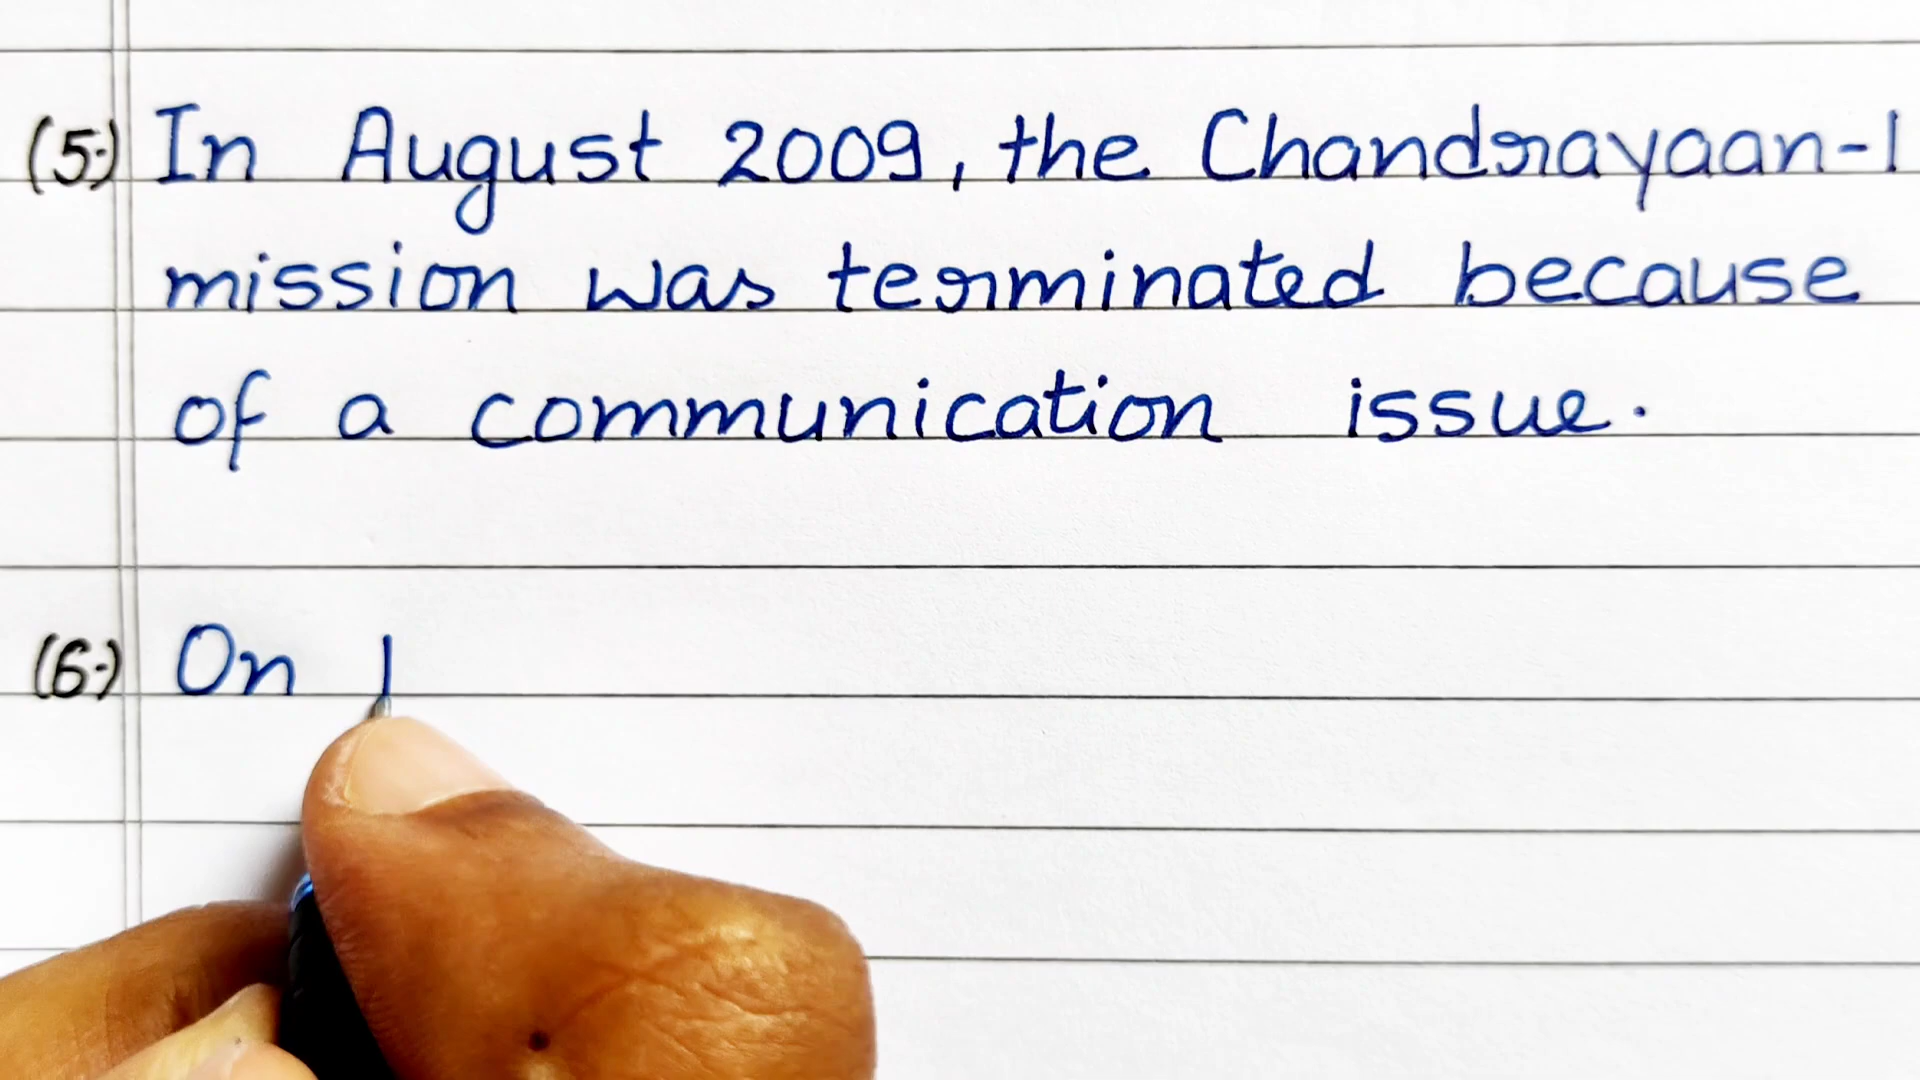 (5.) In August 2009, the Chandrayaan-1
mission was terminated because
of a communication issue.
(6.) On 1